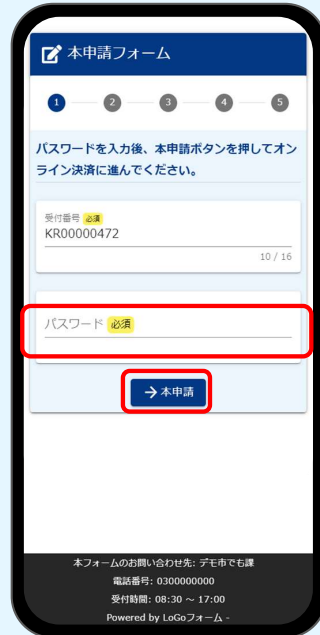 本申請フォーム
1 2 3 4 5
パスワードを入力後、本申請ボタンを押してオン
ライン決済に進んでください。
受付番号 必須
KR00000472
10 / 16
パスワード 必須
→ 本申請
本フォームのお問い合わせ先: デモ市でも課
電話番号: 0300000000
受付時間: 08:30 ～ 17:00
Powered by LoGoフォーム -